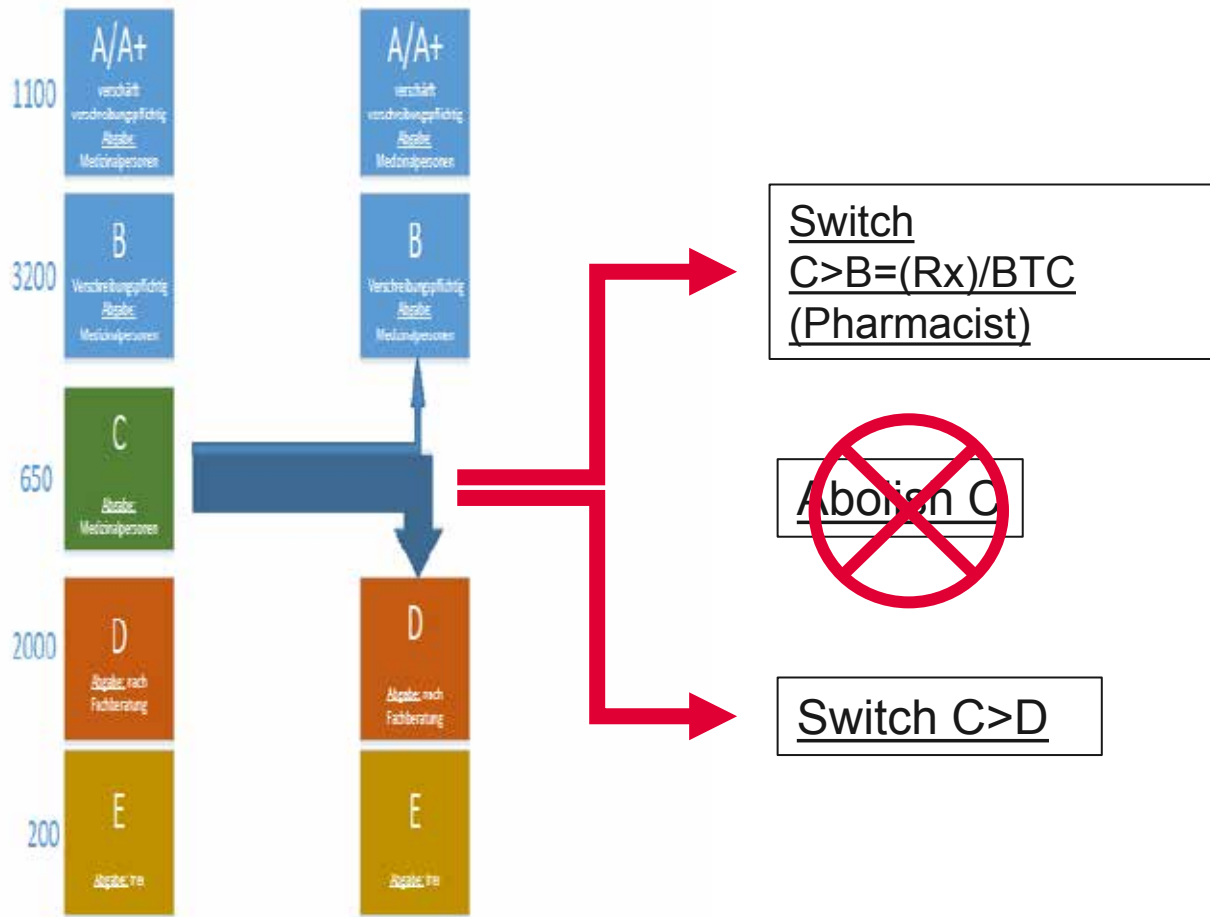 1100
A/A+
verschärft
verschreibungspflichtig
Abgabe:
Medizinalpersonen
3200
B
Verschreibungspflichtig
Abgabe:
Medizinalpersonen
650
C
Abgabe:
Medizinalpersonen
2000
D
Abgabe: nach
Fachberatung
200
E
Abgabe: frei
A/A+
verschärft
verschreibungspflichtig
Abgabe:
Medizinalpersonen
B
Verschreibungspflichtig
Abgabe:
Medizinalpersonen
D
Abgabe: nach
Fachberatung
E
Abgabe: frei
Switch
C>B=(Rx)/BTC
(Pharmacist)
Abolish C
Switch C>D